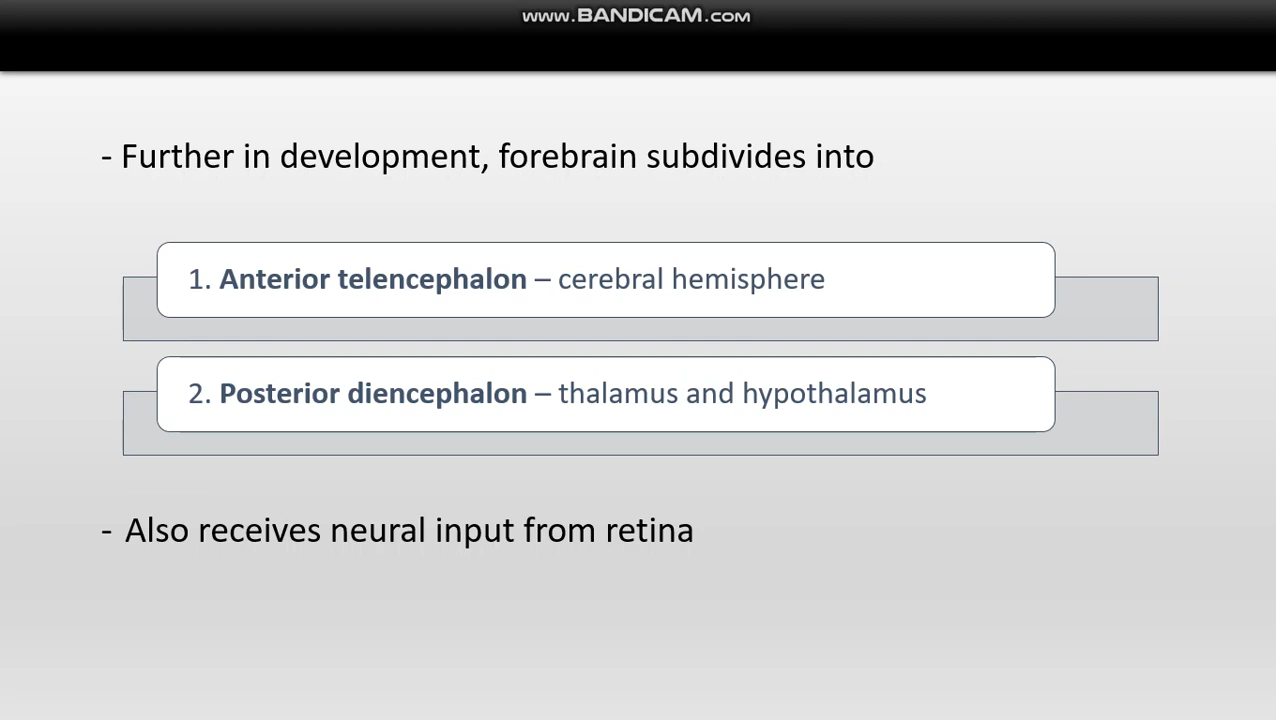 www.BANDICAM.com
- Further in development, forebrain subdivides into
1. Anterior telencephalon – cerebral hemisphere
2. Posterior diencephalon – thalamus and hypothalamus
- Also receives neural input from retina